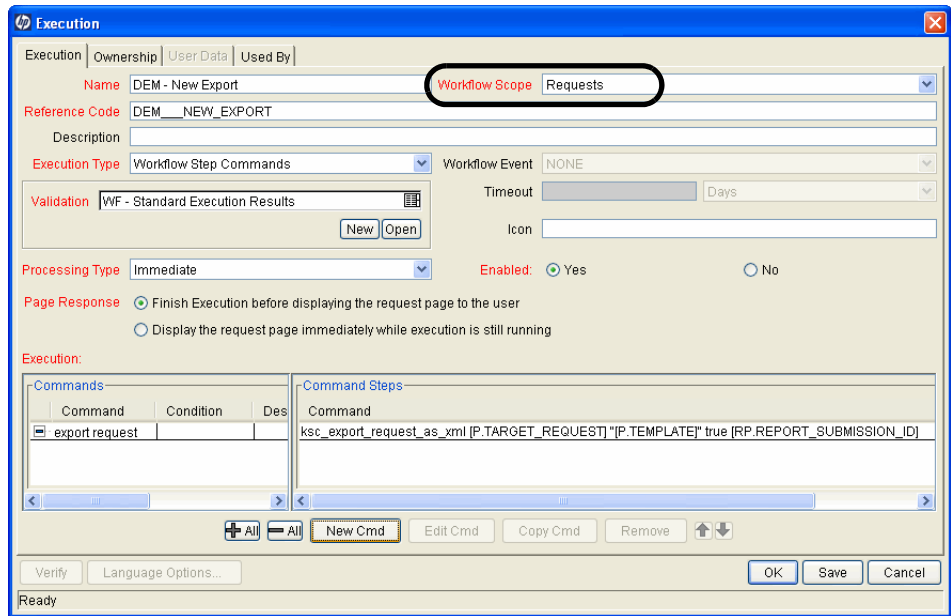 hp Execution
Execution Ownership User Data Used By
Name DEM - New Export Workflow Scope Requests
Reference Code DEM___NEW_EXPORT
Description
Execution Type Workflow Step Commands Workflow Event NONE
Timeout Days
Validation WF - Standard Execution Results
New Open Icon
Processing Type Immediate Enabled: Yes No
Page Response Finish Execution before displaying the request page to the user
Display the request page immediately while execution is still running
Execution:
Commands Command Steps
Command Condition Des Command
export request ksc_export_request_as_xml [P.TARGET_REQUEST] "[P.TEMPLATE]" true [RP.REPORT_SUBMISSION_ID]
All All New Cmd Edit Cmd Copy Cmd Remove
Verify Language Options... OK Save Cancel
Ready